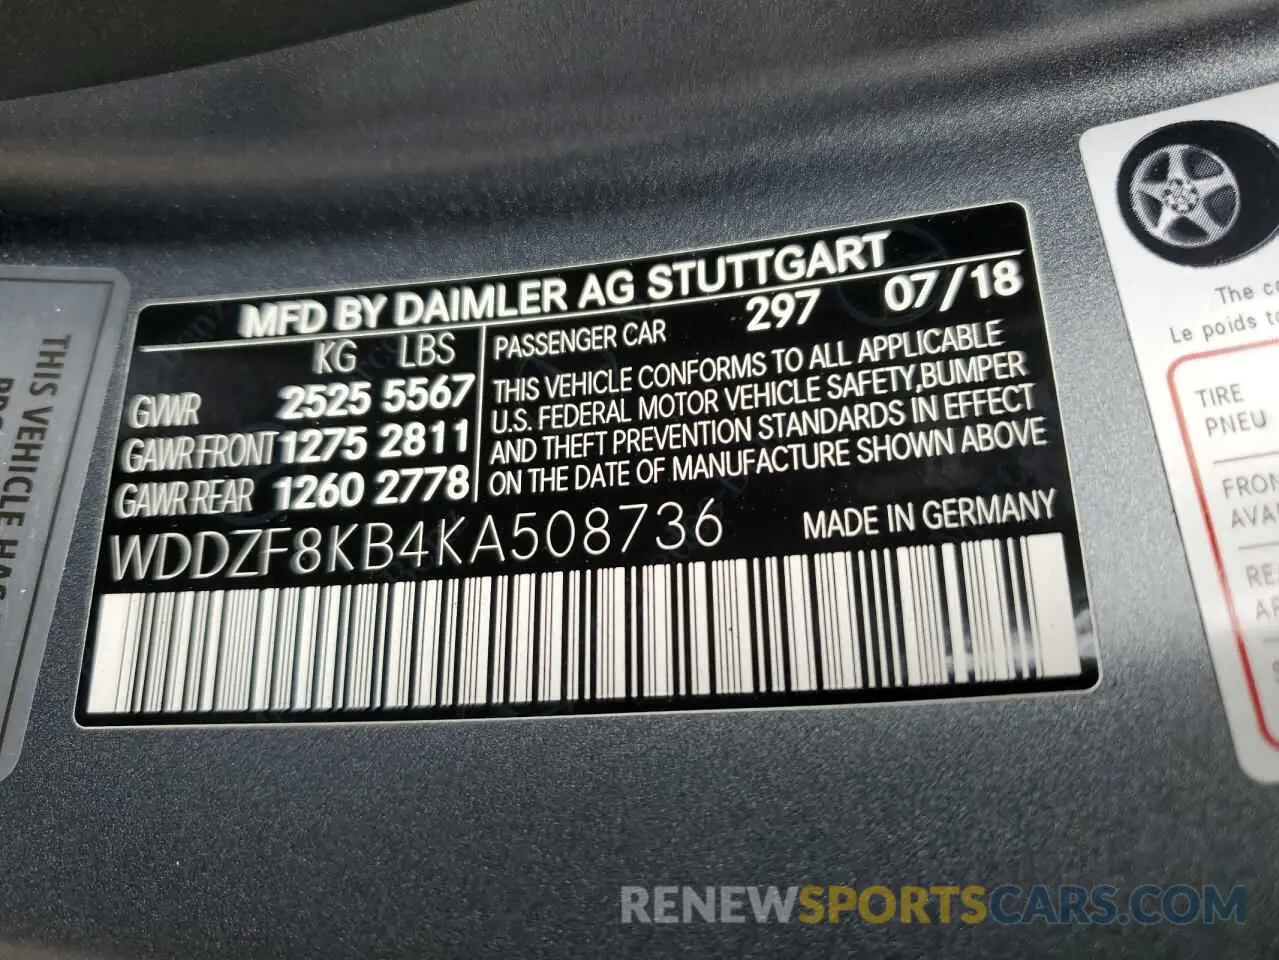 MFD BY DAIMLER AG STUTTGART
KG LBS
GVWR 2525 5567
GAWR FRONT 1275 2811
GAWR REAR 1260 2778
PASSENGER CAR 297 07/18
THIS VEHICLE CONFORMS TO ALL APPLICABLE
U.S. FEDERAL MOTOR VEHICLE SAFETY,BUMPER
AND THEFT PREVENTION STANDARDS IN EFFECT
ON THE DATE OF MANUFACTURE SHOWN ABOVE
WDDZF8KB4KA508736 MADE IN GERMANY
THIS VEHICLE HAS
The
Le poids
TIRE
PNEU
RENEWSPORTSCARS.COM